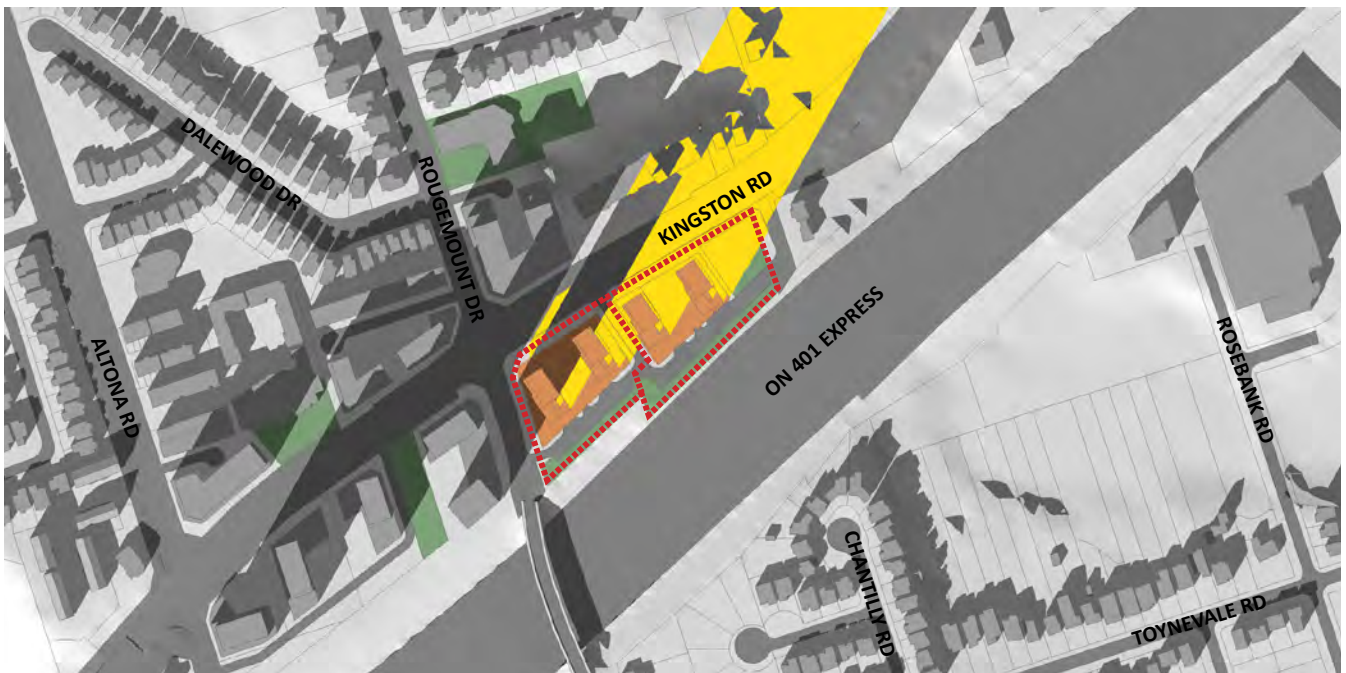 DALEWOOD DR
ROUGEMOUNT DR
KINGSTON RD
ALTONA RD
ON 401 EXPRESS
ROSEBANK RD
CHANTILLY RD
TOYNEVALE RD